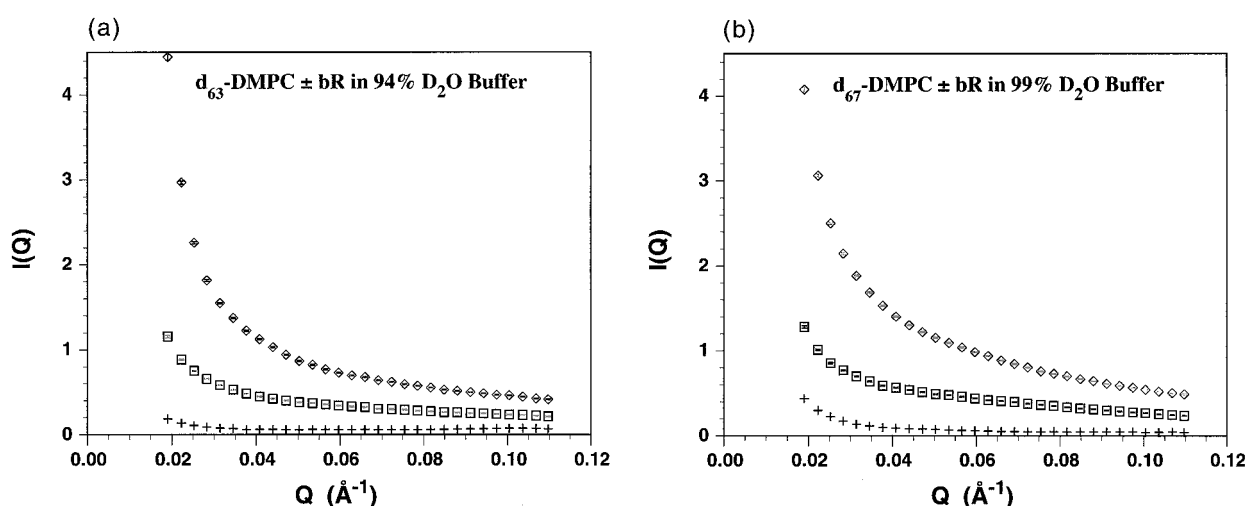 (a)
d63-DMPC ± bR in 94% D2O Buffer
I(Q)
4
3
2
1
0
0.00 0.02 0.04 0.06 0.08 0.10 0.12
Q (Å-1)
(b)
d67-DMPC ± bR in 99% D2O Buffer
I(Q)
4
3
2
1
0
0.00 0.02 0.04 0.06 0.08 0.10 0.12
Q (Å-1)